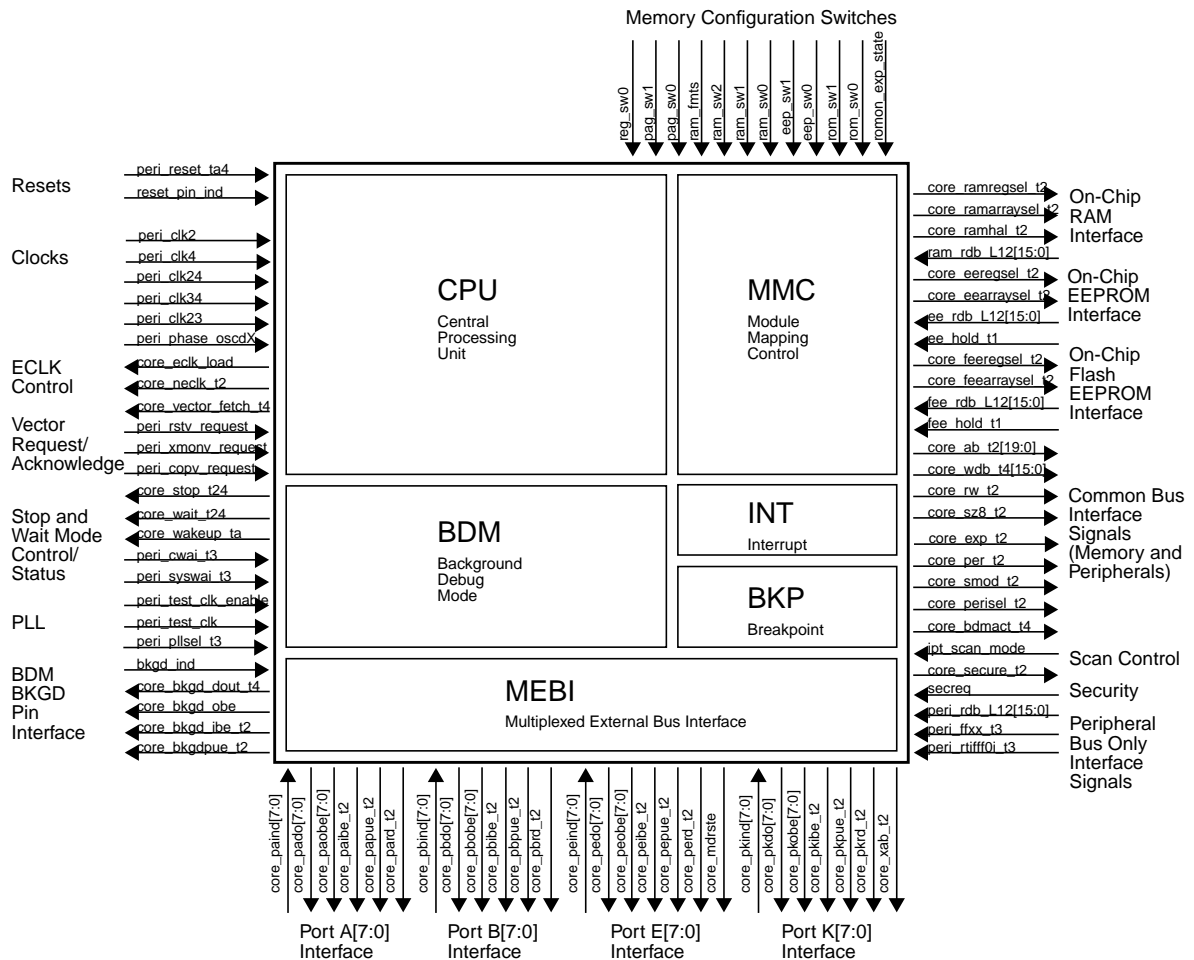 Memory Configuration Switches
reg_sw0
pag_sw1
pag_sw0
ram_fmts
ram_sw2
ram_sw1
ram_sw0
eep_sw1
eep_sw0
rom_sw1
rom_sw0
romon_exp_state
Resets
peri_reset_ta4
reset_pin_ind
Clocks
peri_clk2
peri_clk4
peri_clk24
peri_clk34
peri_clk23
peri_phase_oscdX
ECLK
Control
core_eclk_load
core_neclk_t2
Vector
Request/
Acknowledge
core_vector_fetch_t4
peri_rstv_request
peri_xmonv_request
peri_copv_request
Stop and
Wait Mode
Control/
Status
core_stop_t24
core_wait_t24
core_wakeup_ta
peri_cwai_t3
peri_syswai_t3
PLL
peri_test_clk_enable
peri_test_clk
peri_pllsel_t3
BDM
BKGD
Pin
Interface
bkgd_ind
core_bkgd_dout_t4
core_bkgd_obe
core_bkgd_ibe_t2
core_bkgdpue_t2
CPU
Central
Processing
Unit
MMC
Module
Mapping
Control
BDM
Background
Debug
Mode
INT
Interrupt
BKP
Breakpoint
MEBI
Multiplexed External Bus Interface
core_ramregsel_t2
core_ramarraysel_t2
core_ramhal_t2
ram_rdb_L12[15:0]
On-Chip
RAM
Interface
core_eeregsel_t2
core_eearraysel_t2
ee_rdb_L12[15:0]
ee_hold_t1
On-Chip
EEPROM
Interface
core_feeregsel_t2
core_feearraysel_t2
fee_rdb_L12[15:0]
fee_hold_t1
On-Chip
Flash
EEPROM
Interface
core_ab_t2[19:0]
core_wdb_t4[15:0]
core_rw_t2
core_sz8_t2
core_exp_t2
core_per_t2
core_smod_t2
core_perisel_t2
core_bdmact_t4
Common Bus
Interface
Signals
(Memory and
Peripherals)
ipt_scan_mode
Scan Control
core_secure_t2
secreq
Security
peri_rdb_L12[15:0]
peri_ffxx_t3
peri_rtifff0i_t3
Peripheral
Bus Only
Interface
Signals
core_paind[7:0]
core_pado[7:0]
core_paobe[7:0]
core_paibe_t2
core_papue_t2
core_pard_t2
Port A[7:0]
Interface
core_pbind[7:0]
core_pbdo[7:0]
core_pbobe[7:0]
core_pbibe_t2
core_pbpue_t2
core_pbrd_t2
Port B[7:0]
Interface
core_peind[7:0]
core_pedo[7:0]
core_peobe[7:0]
core_peibe_t2
core_pepue_t2
core_perd_t2
core_mdrste
Port E[7:0]
Interface
core_pkind[7:0]
core_pkdo[7:0]
core_pkobe[7:0]
core_pkibe_t2
core_pkpue_t2
core_pkrd_t2
core_xab_t2
Port K[7:0]
Interface